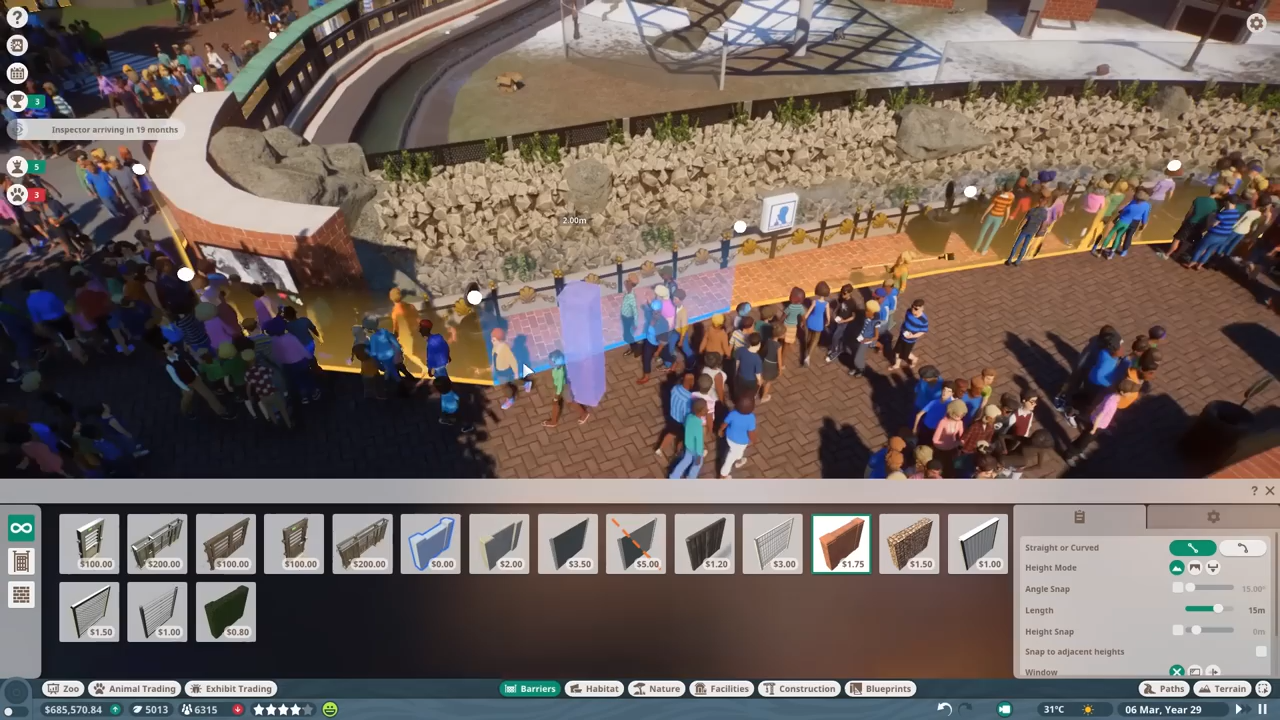 ?
3
Inspector arriving in 19 months
5
3
2.00m
? ×
$100.00 $200.00 $100.00 $100.00 $200.00 $0.00 $2.00 $3.50 $5.00 $1.20 $3.00 $1.75 $1.50 $1.00
$1.50 $1.00 $0.80
Straight or Curved
Height Mode
Angle Snap 15.00°
Length 15m
Height Snap 0m
Snap to adjacent heights
Window
Zoo Animal Trading Exhibit Trading Barriers Habitat Nature Facilities Construction Blueprints Paths Terrain
$685,570.84 5013 6315 31°C 06 Mar, Year 29